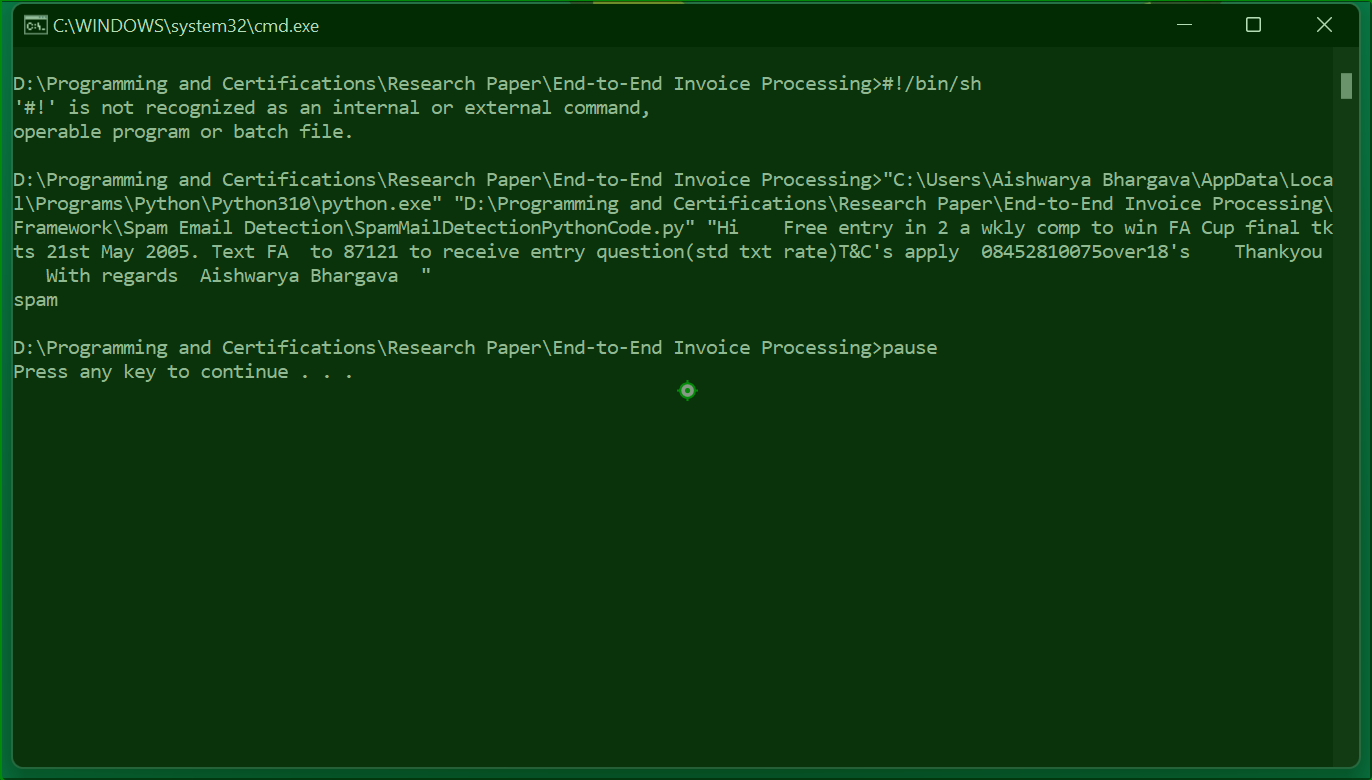 C:\WINDOWS\system32\cmd.exe
D:\Programming and Certifications\Research Paper\End-to-End Invoice Processing>#!/bin/sh
'#!' is not recognized as an internal or external command,
operable program or batch file.
D:\Programming and Certifications\Research Paper\End-to-End Invoice Processing>"C:\Users\Aishwarya Bhargava\AppData\Loca
l\Programs\Python\Python310\python.exe" "D:\Programming and Certifications\Research Paper\End-to-End Invoice Processing\
Framework\Spam Email Detection\SpamMailDetectionPythonCode.py" "Hi    Free entry in 2 a wkly comp to win FA Cup final tk
ts 21st May 2005. Text FA  to 87121 to receive entry question(std txt rate)T&C's apply  08452810075over18's    Thankyou
   With regards  Aishwarya Bhargava  "
spam
D:\Programming and Certifications\Research Paper\End-to-End Invoice Processing>pause
Press any key to continue . . .